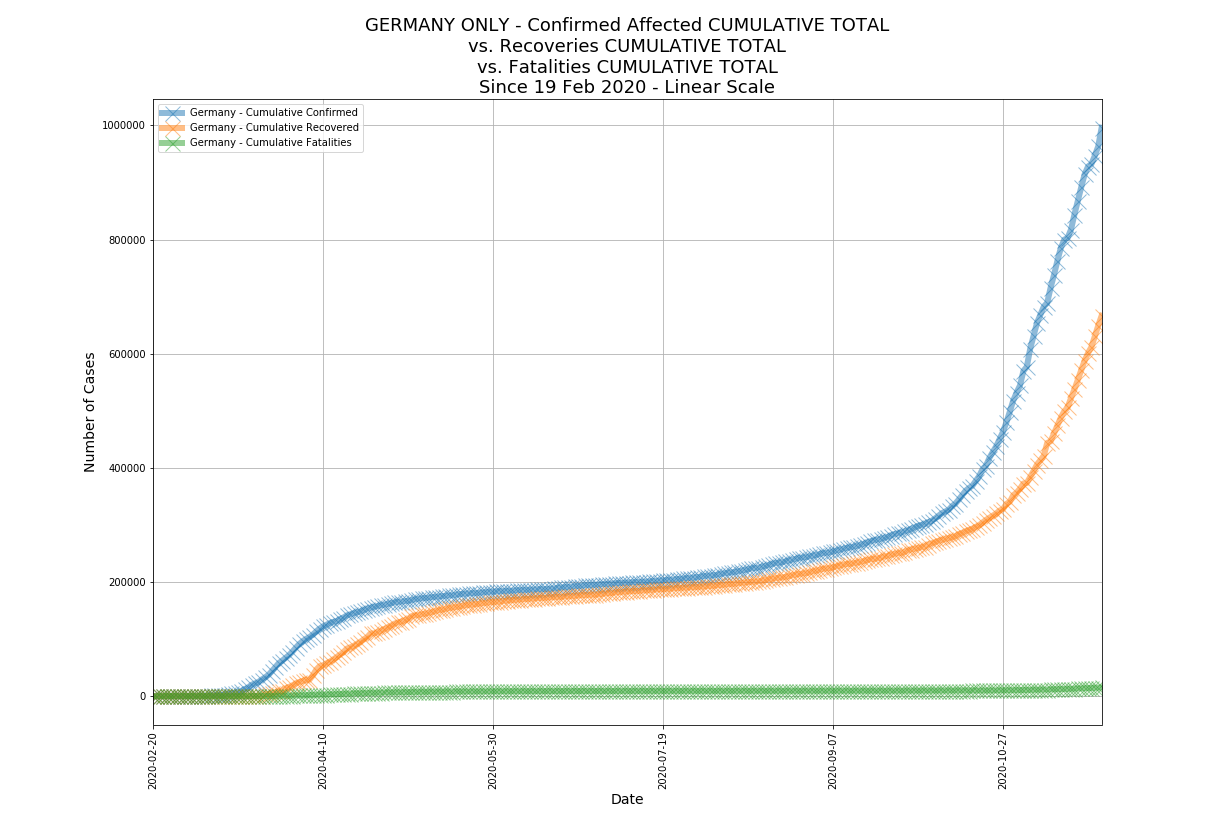 GERMANY ONLY - Confirmed Affected CUMULATIVE TOTAL
vs. Recoveries CUMULATIVE TOTAL
vs. Fatalities CUMULATIVE TOTAL
Since 19 Feb 2020 - Linear Scale
Germany - Cumulative Confirmed
Germany - Cumulative Recovered
Germany - Cumulative Fatalities
1000000
800000
600000
400000
200000
0
Number of Cases
2020-02-20
2020-04-10
2020-05-30
2020-07-19
2020-09-07
2020-10-27
Date